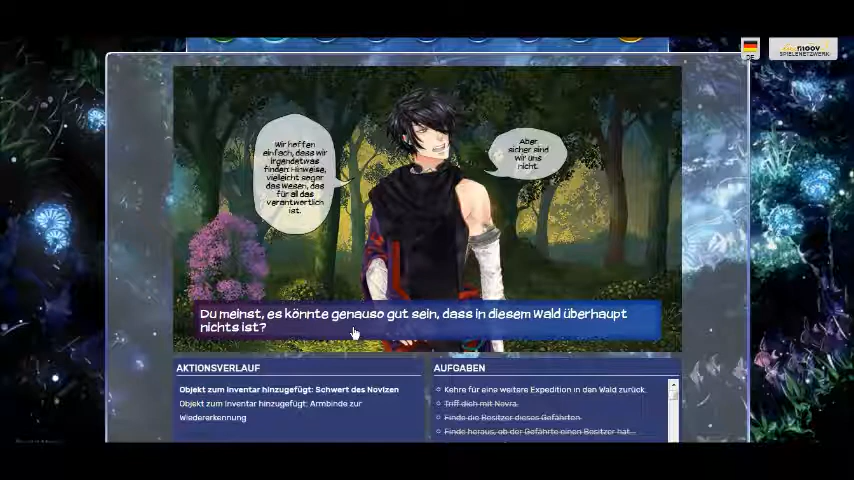 moov
SPIELENETZWERK
DE
Wir hoffen
einfach, dass wir
irgendetwas
finden: Hinweise,
vielleicht sogar
das Wesen, das
für all das
verantwortlich
ist.
Aber
sicher sind
wir uns
nicht.
Du meinst, es könnte genauso gut sein, dass in diesem Wald überhaupt
nichts ist?
AKTIONSVERLAUF
Objekt zum Inventar hinzugefügt: Schwert des Novizen
Objekt zum Inventar hinzugefügt: Armbinde zur
Wiedererkennung
AUFGABEN
Kehre für eine weitere Expedition in den Wald zurück.
Triff dich mit Nevra.
Finde die Besitzer dieses Gefährten.
Finde heraus, ob der Gefährte einen Besitzer hat...